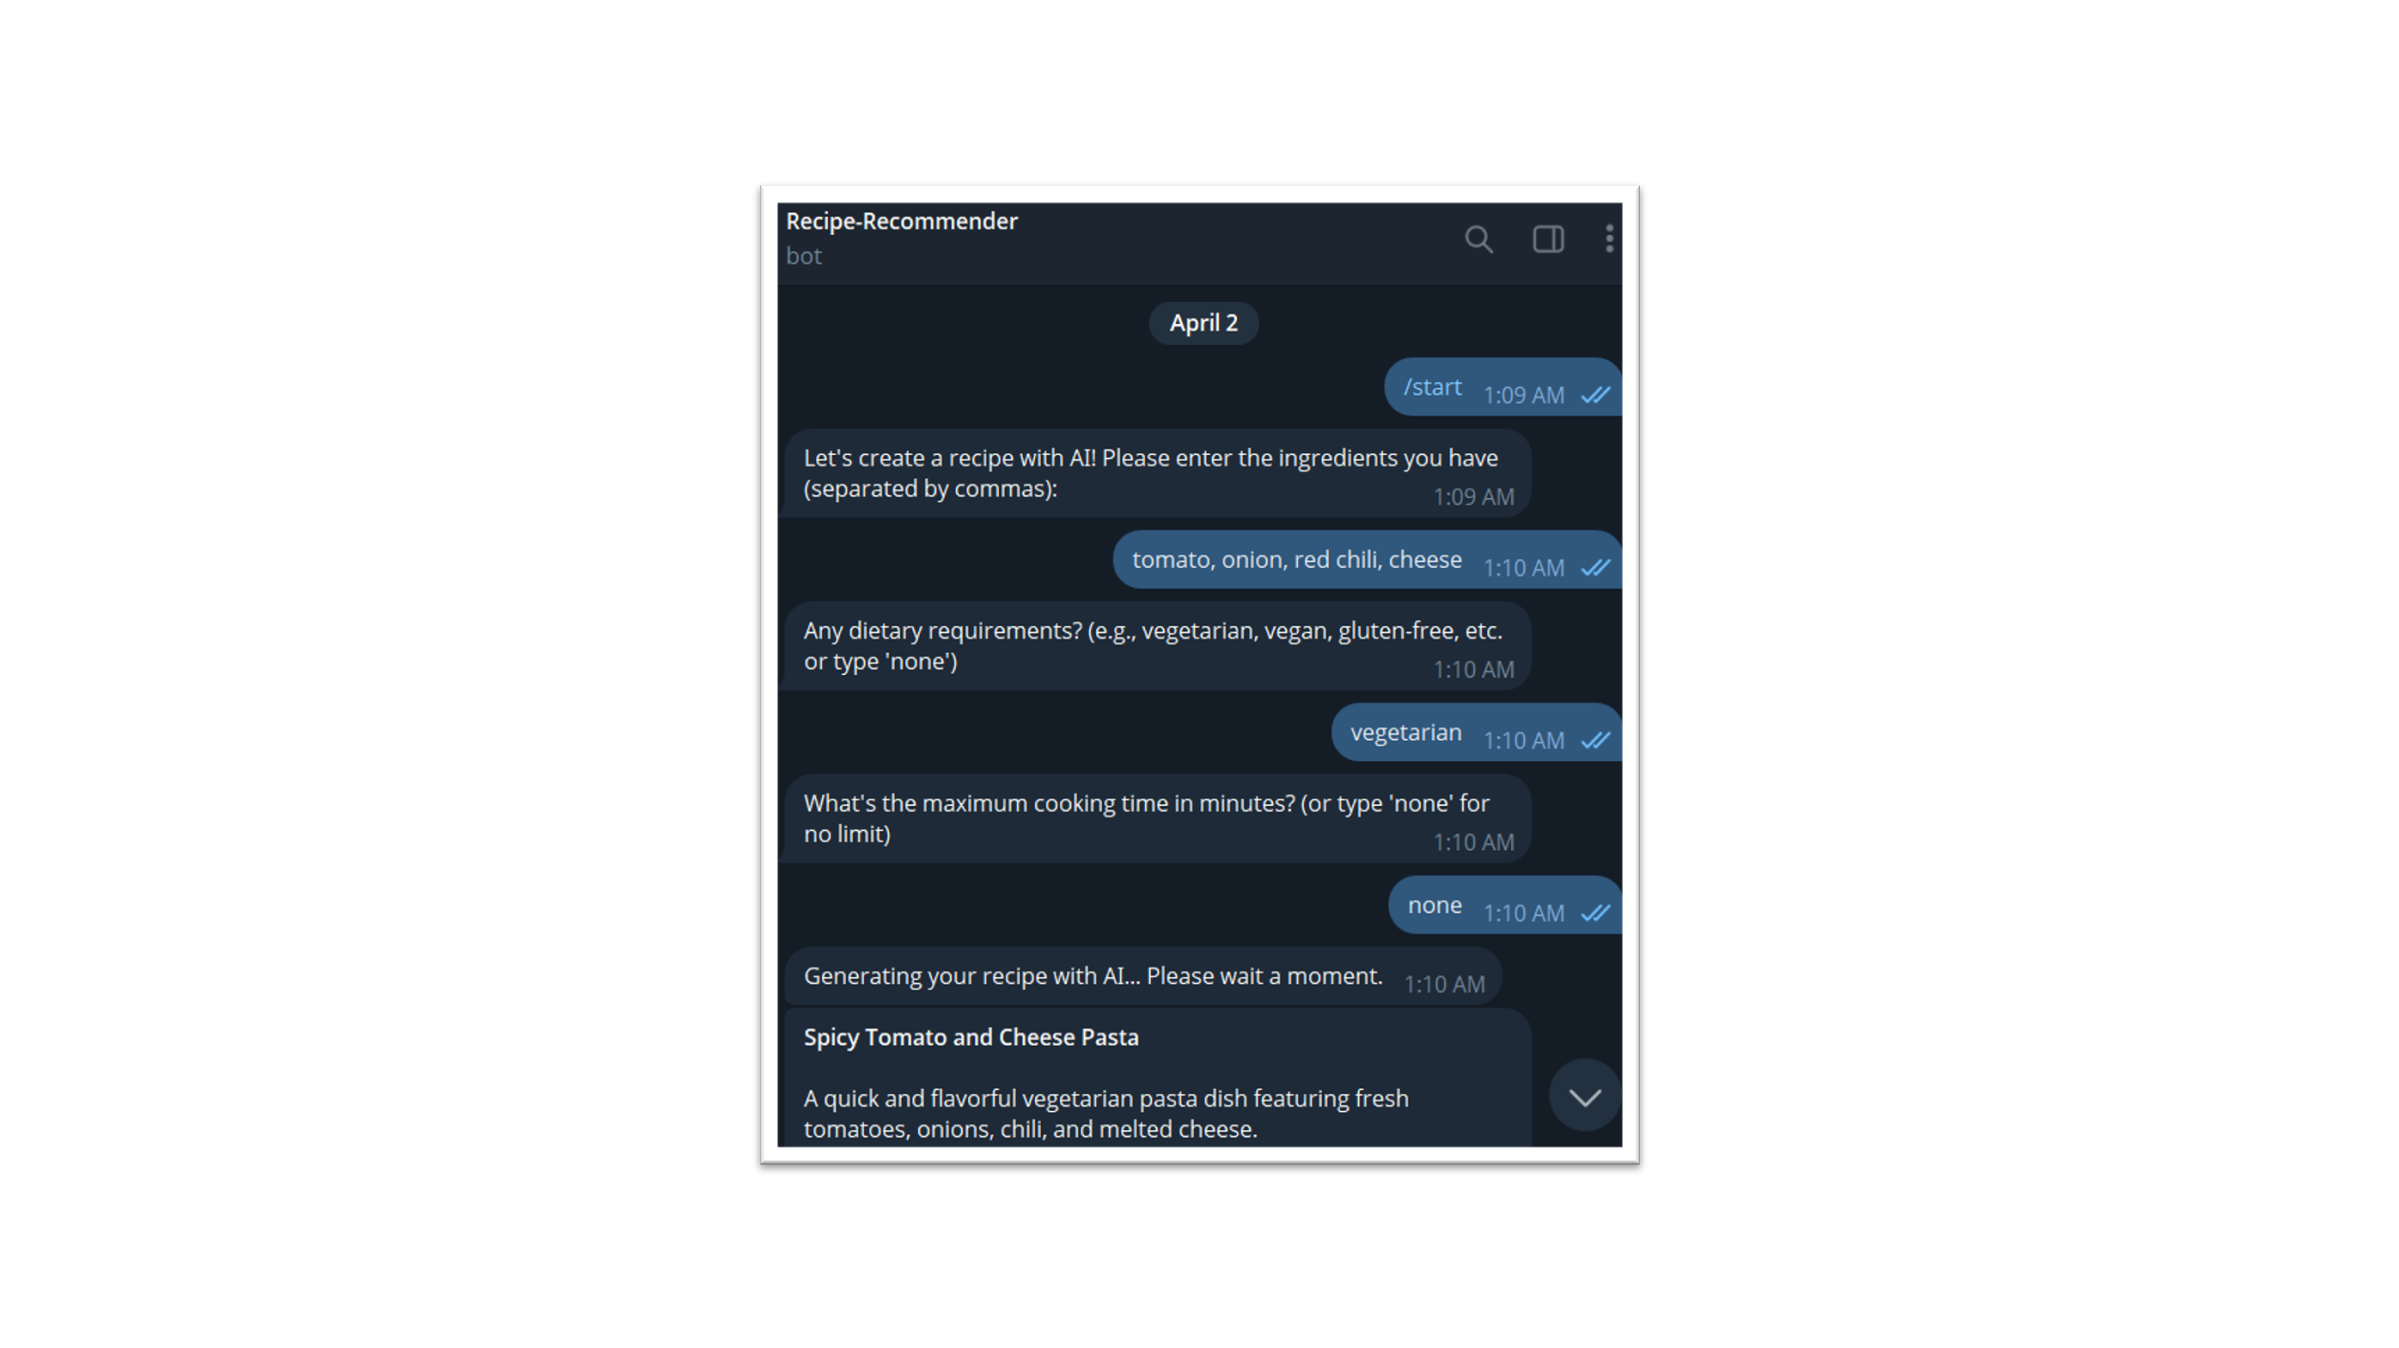 Recipe-Recommender
bot
April 2
/start 1:09 AM
Let's create a recipe with AI! Please enter the ingredients you have
(separated by commas):
1:09 AM
tomato, onion, red chili, cheese 1:10 AM
Any dietary requirements? (e.g., vegetarian, vegan, gluten-free, etc.
or type 'none')
1:10 AM
vegetarian 1:10 AM
What's the maximum cooking time in minutes? (or type 'none' for
no limit)
1:10 AM
none 1:10 AM
Generating your recipe with AI... Please wait a moment. 1:10 AM
Spicy Tomato and Cheese Pasta
A quick and flavorful vegetarian pasta dish featuring fresh
tomatoes, onions, chili, and melted cheese.